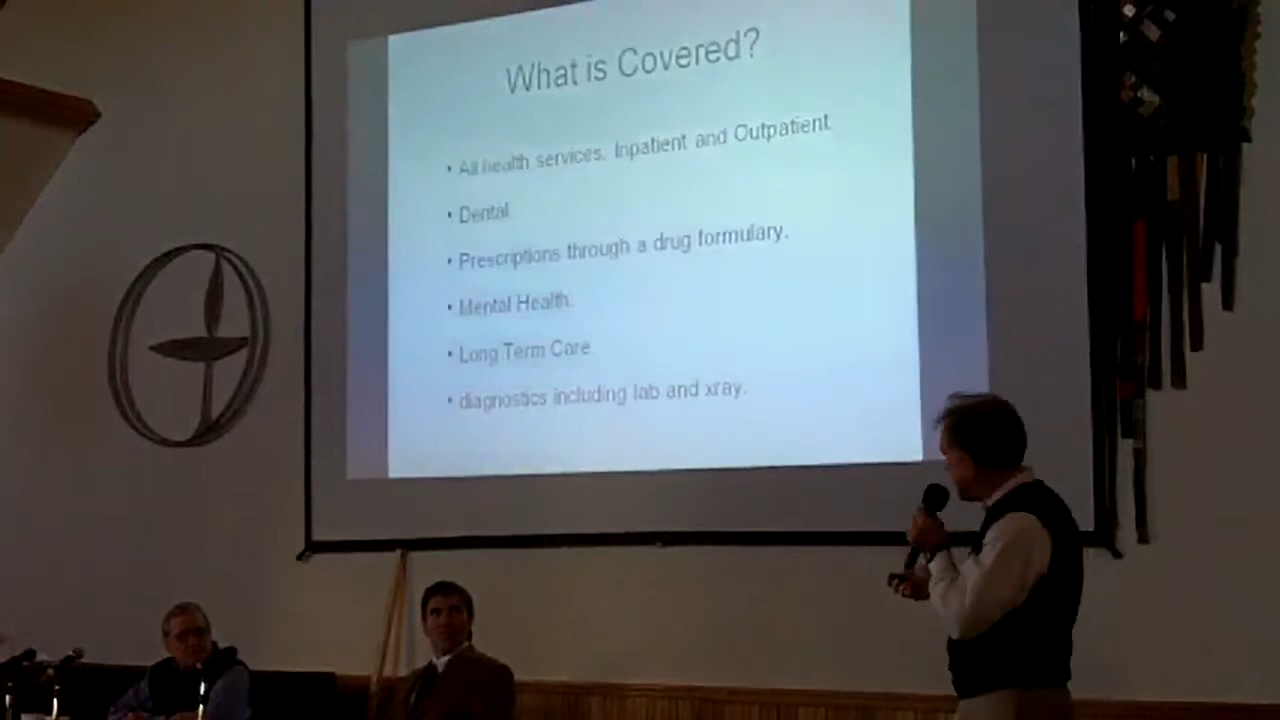 What is Covered?
• All health services. Inpatient and Outpatient
• Dental
• Prescriptions through a drug formulary.
• Mental Health.
• Long Term Care.
• diagnostics including lab and xray.